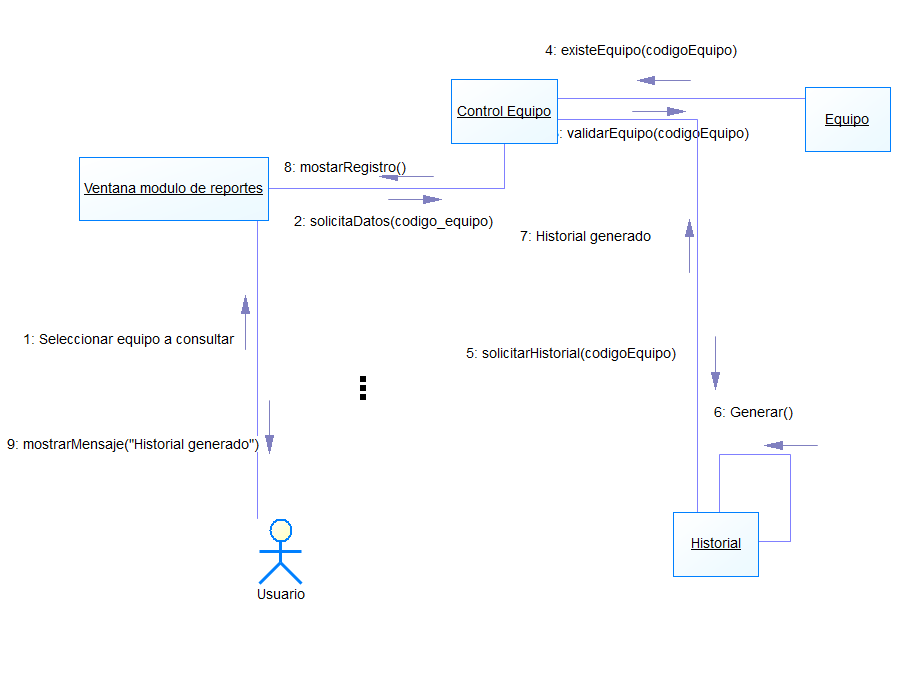 4: existeEquipo(codigoEquipo)
Control Equipo
Equipo
: validarEquipo(codigoEquipo)
8: mostarRegistro()
Ventana modulo de reportes
2: solicitaDatos(codigo_equipo)
7: Historial generado
1: Seleccionar equipo a consultar
5: solicitarHistorial(codigoEquipo)
6: Generar()
9: mostrarMensaje("Historial generado")
Historial
Usuario